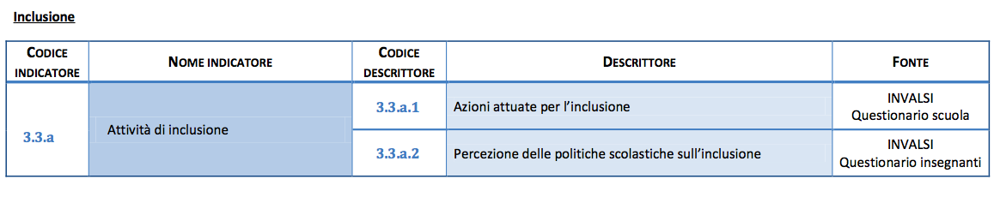 Inclusione
CODICE INDICATORE
NOME INDICATORE
CODICE DESCRITTORE
DESCRITTORE
FONTE
3.3.a
Attività di inclusione
3.3.a.1
Azioni attuate per l’inclusione
INVALSI
Questionario scuola
3.3.a.2
Percezione delle politiche scolastiche sull’inclusione
INVALSI
Questionario insegnanti